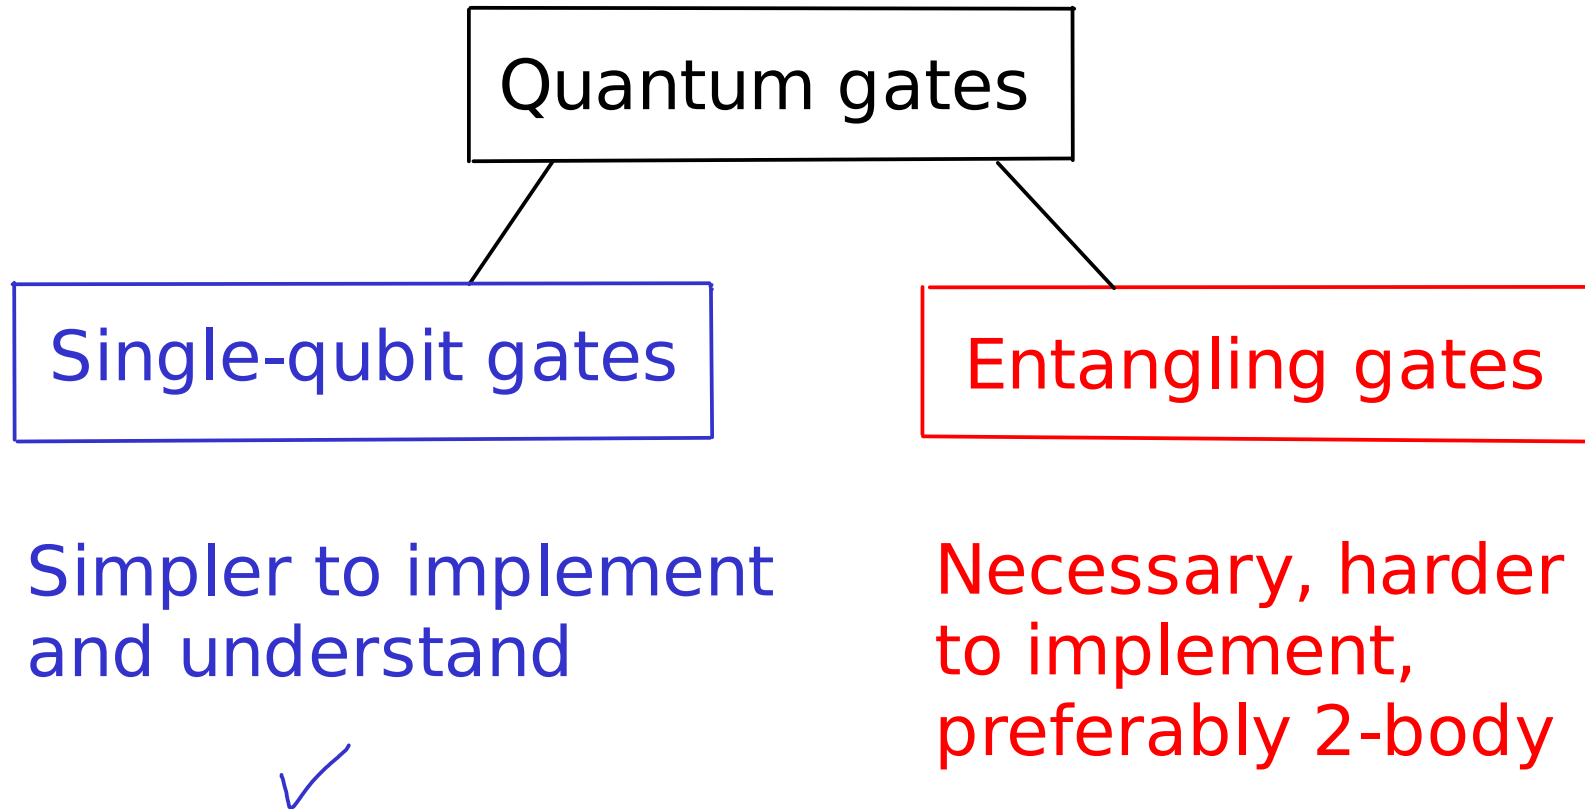 Quantum gates
Single-qubit gates
Entangling gates
Simpler to implement
and understand
Necessary, harder
to implement,
preferably 2-body